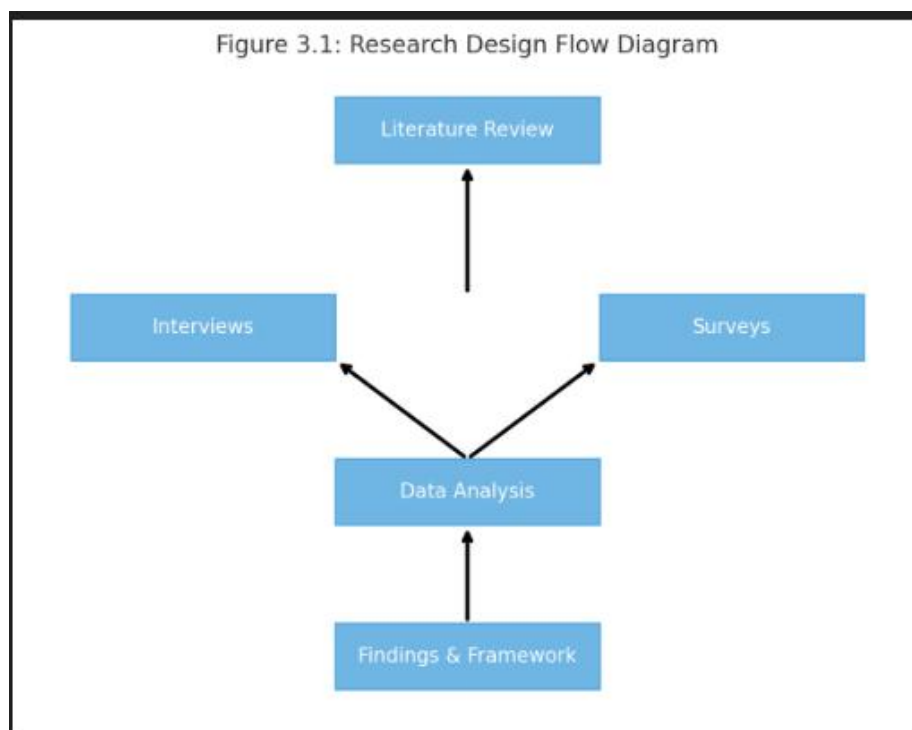 Figure 3.1: Research Design Flow Diagram
Literature Review
Interviews
Surveys
Data Analysis
Findings & Framework